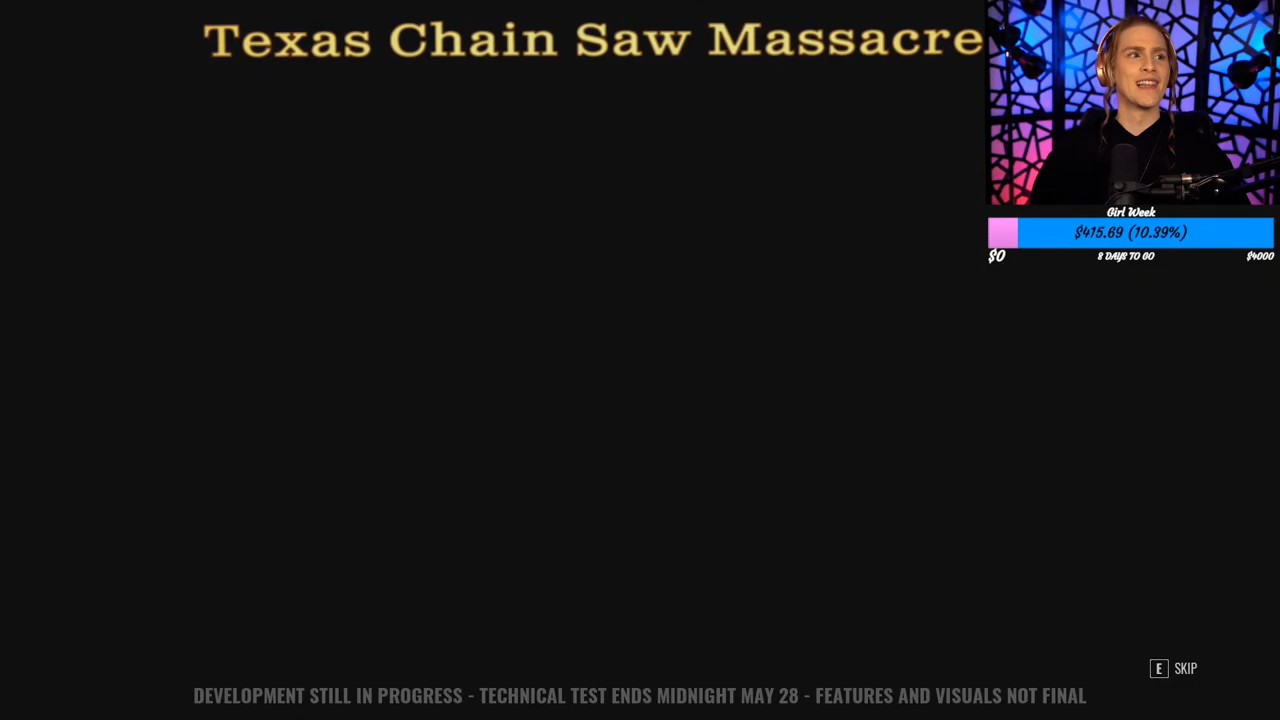 Texas Chain Saw Massacre
Girl Week
$415.69 (10.39%)
$0
8 DAYS TO GO
$4000
E SKIP
DEVELOPMENT STILL IN PROGRESS - TECHNICAL TEST ENDS MIDNIGHT MAY 28 - FEATURES AND VISUALS NOT FINAL